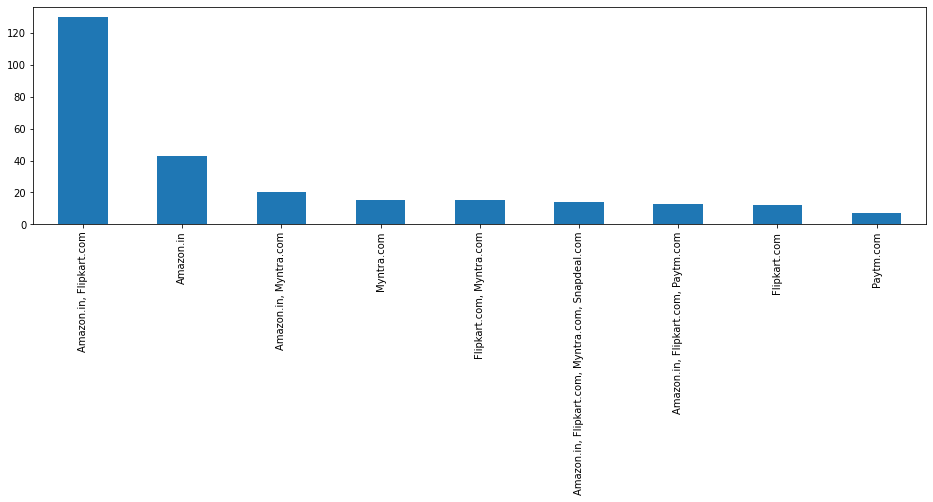 120
100
80
60
40
20
0
Amazon.in, Flipkart.com
Amazon.in
Amazon.in, Myntra.com
Myntra.com
Flipkart.com, Myntra.com
Amazon.in, Flipkart.com, Myntra.com, Snapdeal.com
Amazon.in, Flipkart.com, Paytm.com
Flipkart.com
Paytm.com